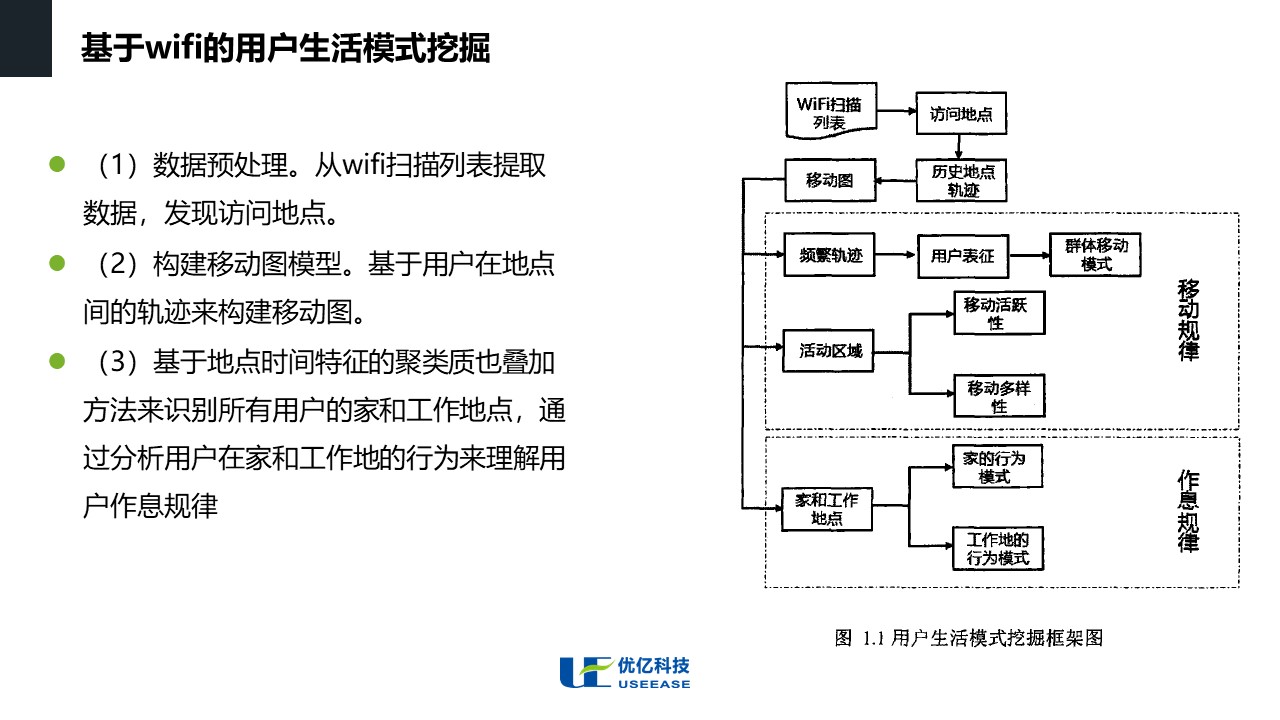 基于wifi的用户生活模式挖掘
（1）数据预处理。从wifi扫描列表提取
数据，发现访问地点。
（2）构建移动图模型。基于用户在地点
间的轨迹来构建移动图。
（3）基于地点时间特征的聚类质也叠加
方法来识别所有用户的家和工作地点，通
过分析用户在家和工作地的行为来理解用
户作息规律
WiFi扫描
列表
访问地点
移动图
历史地点
轨迹
频繁轨迹
用户表征
群体移动
模式
移动活跃
性
活动区域
移动多样
性
移动规律
家的行为
模式
家和工作
地点
工作地的
行为模式
作息规律
图 1.1 用户生活模式挖掘框架图
优亿科技
USEEASE